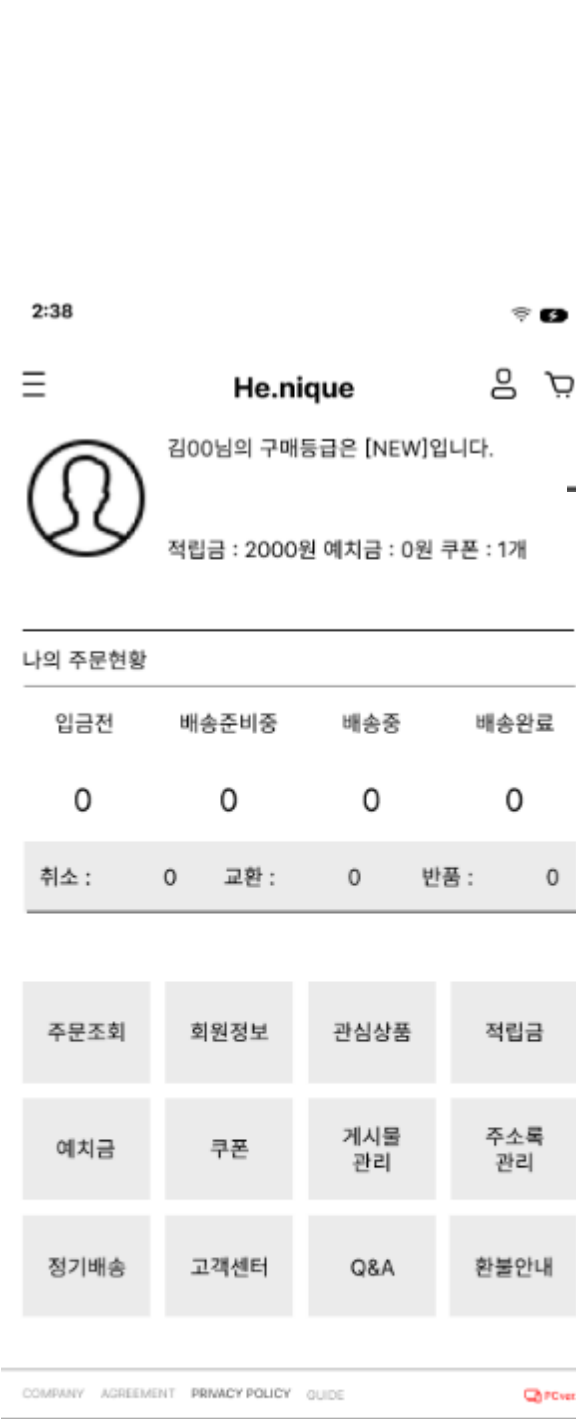 2:38
He.nique
김00님의 구매등급은 [NEW]입니다.
적립금 : 2000원 예치금 : 0원 쿠폰 : 1개
나의 주문현황
입금전 배송준비중 배송중 배송완료
0 0 0 0
취소 : 0 교환 : 0 반품 : 0
주문조회 회원정보 관심상품 적립금
예치금 쿠폰 게시물 관리 주소록 관리
정기배송 고객센터 Q&A 환불안내
COMPANY AGREEMENT PRIVACY POLICY GUIDE PC ver